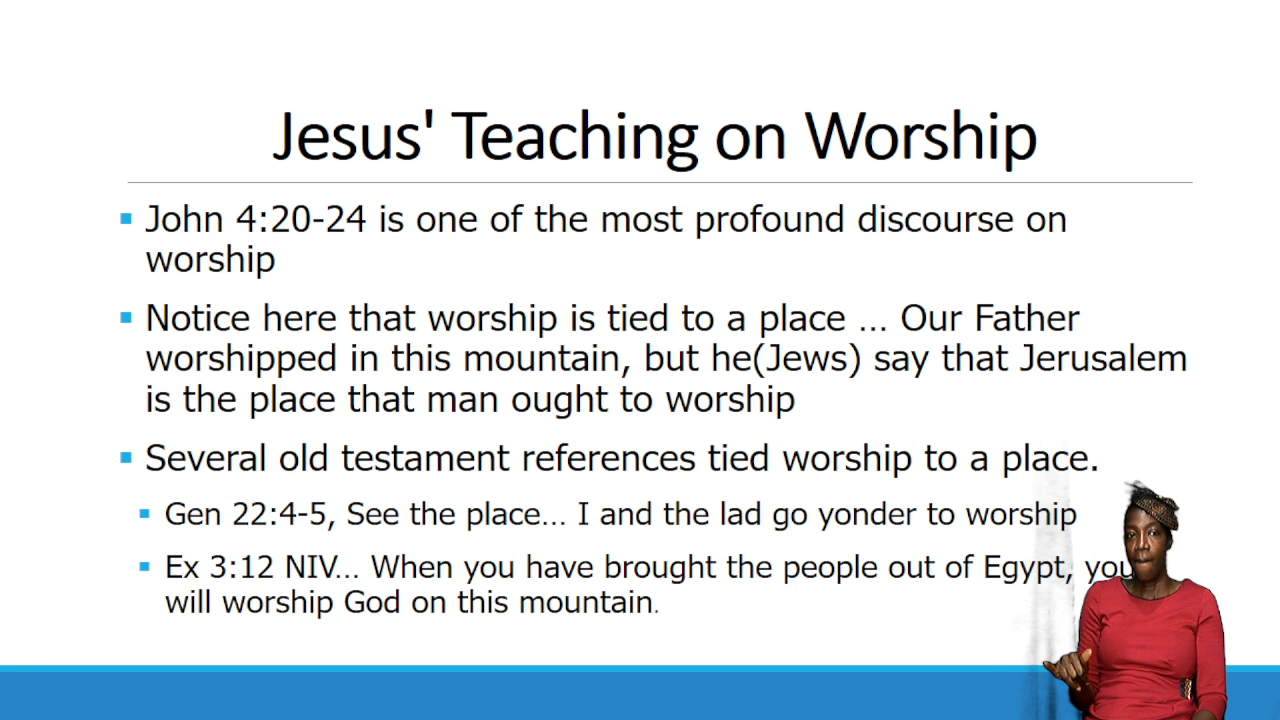 Jesus' Teaching on Worship
John 4:20-24 is one of the most profound discourse on
worship
Notice here that worship is tied to a place ... Our Father
worshipped in this mountain, but he(Jews) say that Jerusalem
is the place that man ought to worship
Several old testament references tied worship to a place.
Gen 22:4-5, See the place... I and the lad go yonder to worship
Ex 3:12 NIV... When you have brought the people out of Egypt, you
will worship God on this mountain.